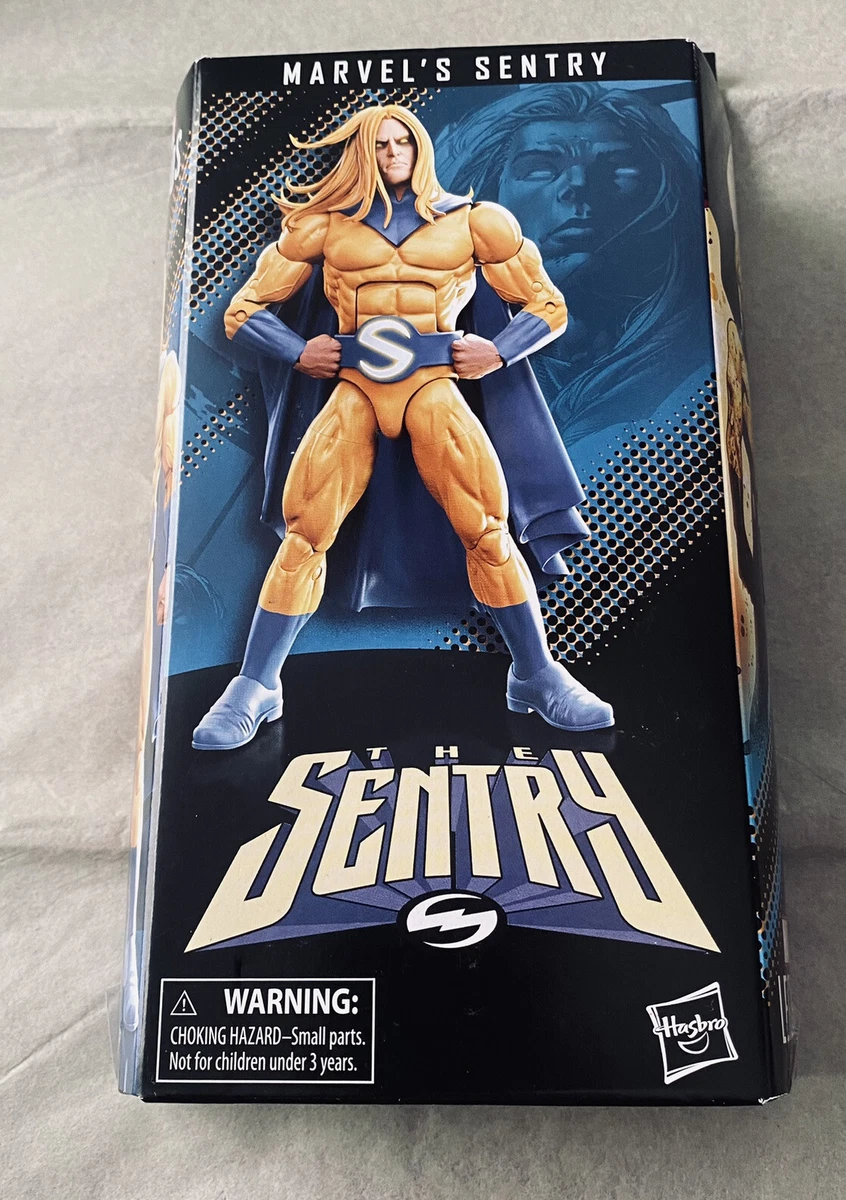 MARVEL'S SENTRY
S
THE
SENTRY
S
WARNING:
CHOKING HAZARD–Small parts.
Not for children under 3 years.
Hasbro